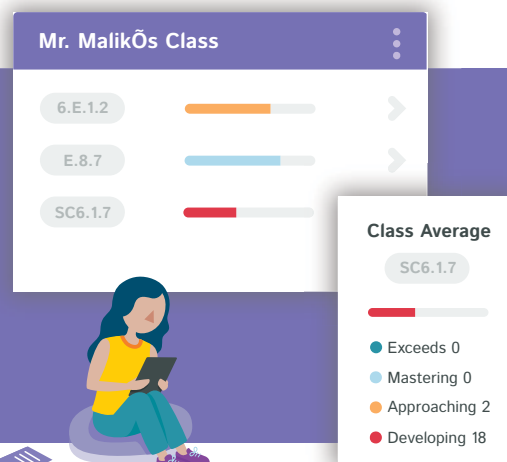 Mr. MalikÕs Class
6.E.1.2
E.8.7
SC6.1.7
Class Average
SC6.1.7
Exceeds 0
Mastering 0
Approaching 2
Developing 18